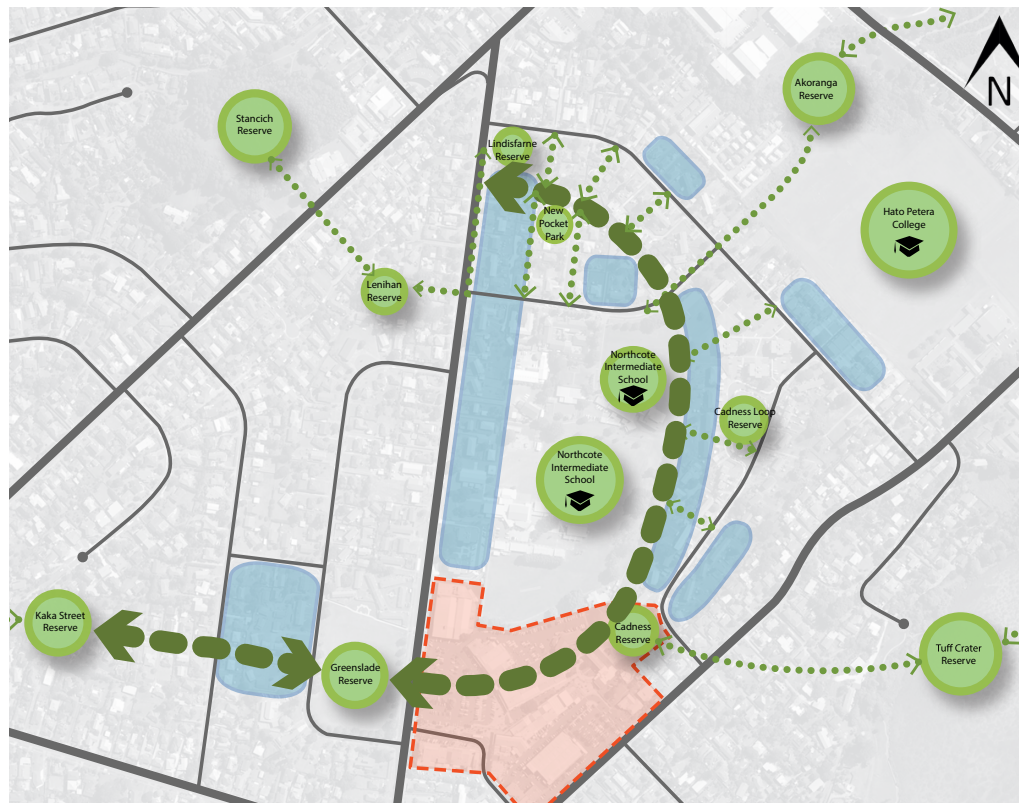 Akoranga
Reserve
N
Stancich
Reserve
Lindisfarne
Reserve
Hato Petera
College
New
Pocket
Park
Lenihan
Reserve
Northcote
Intermediate
School
Cadness Loop
Reserve
Northcote
Intermediate
School
Kaka Street
Reserve
Cadness
Reserve
Greenslade
Reserve
Tuff Crater
Reserve